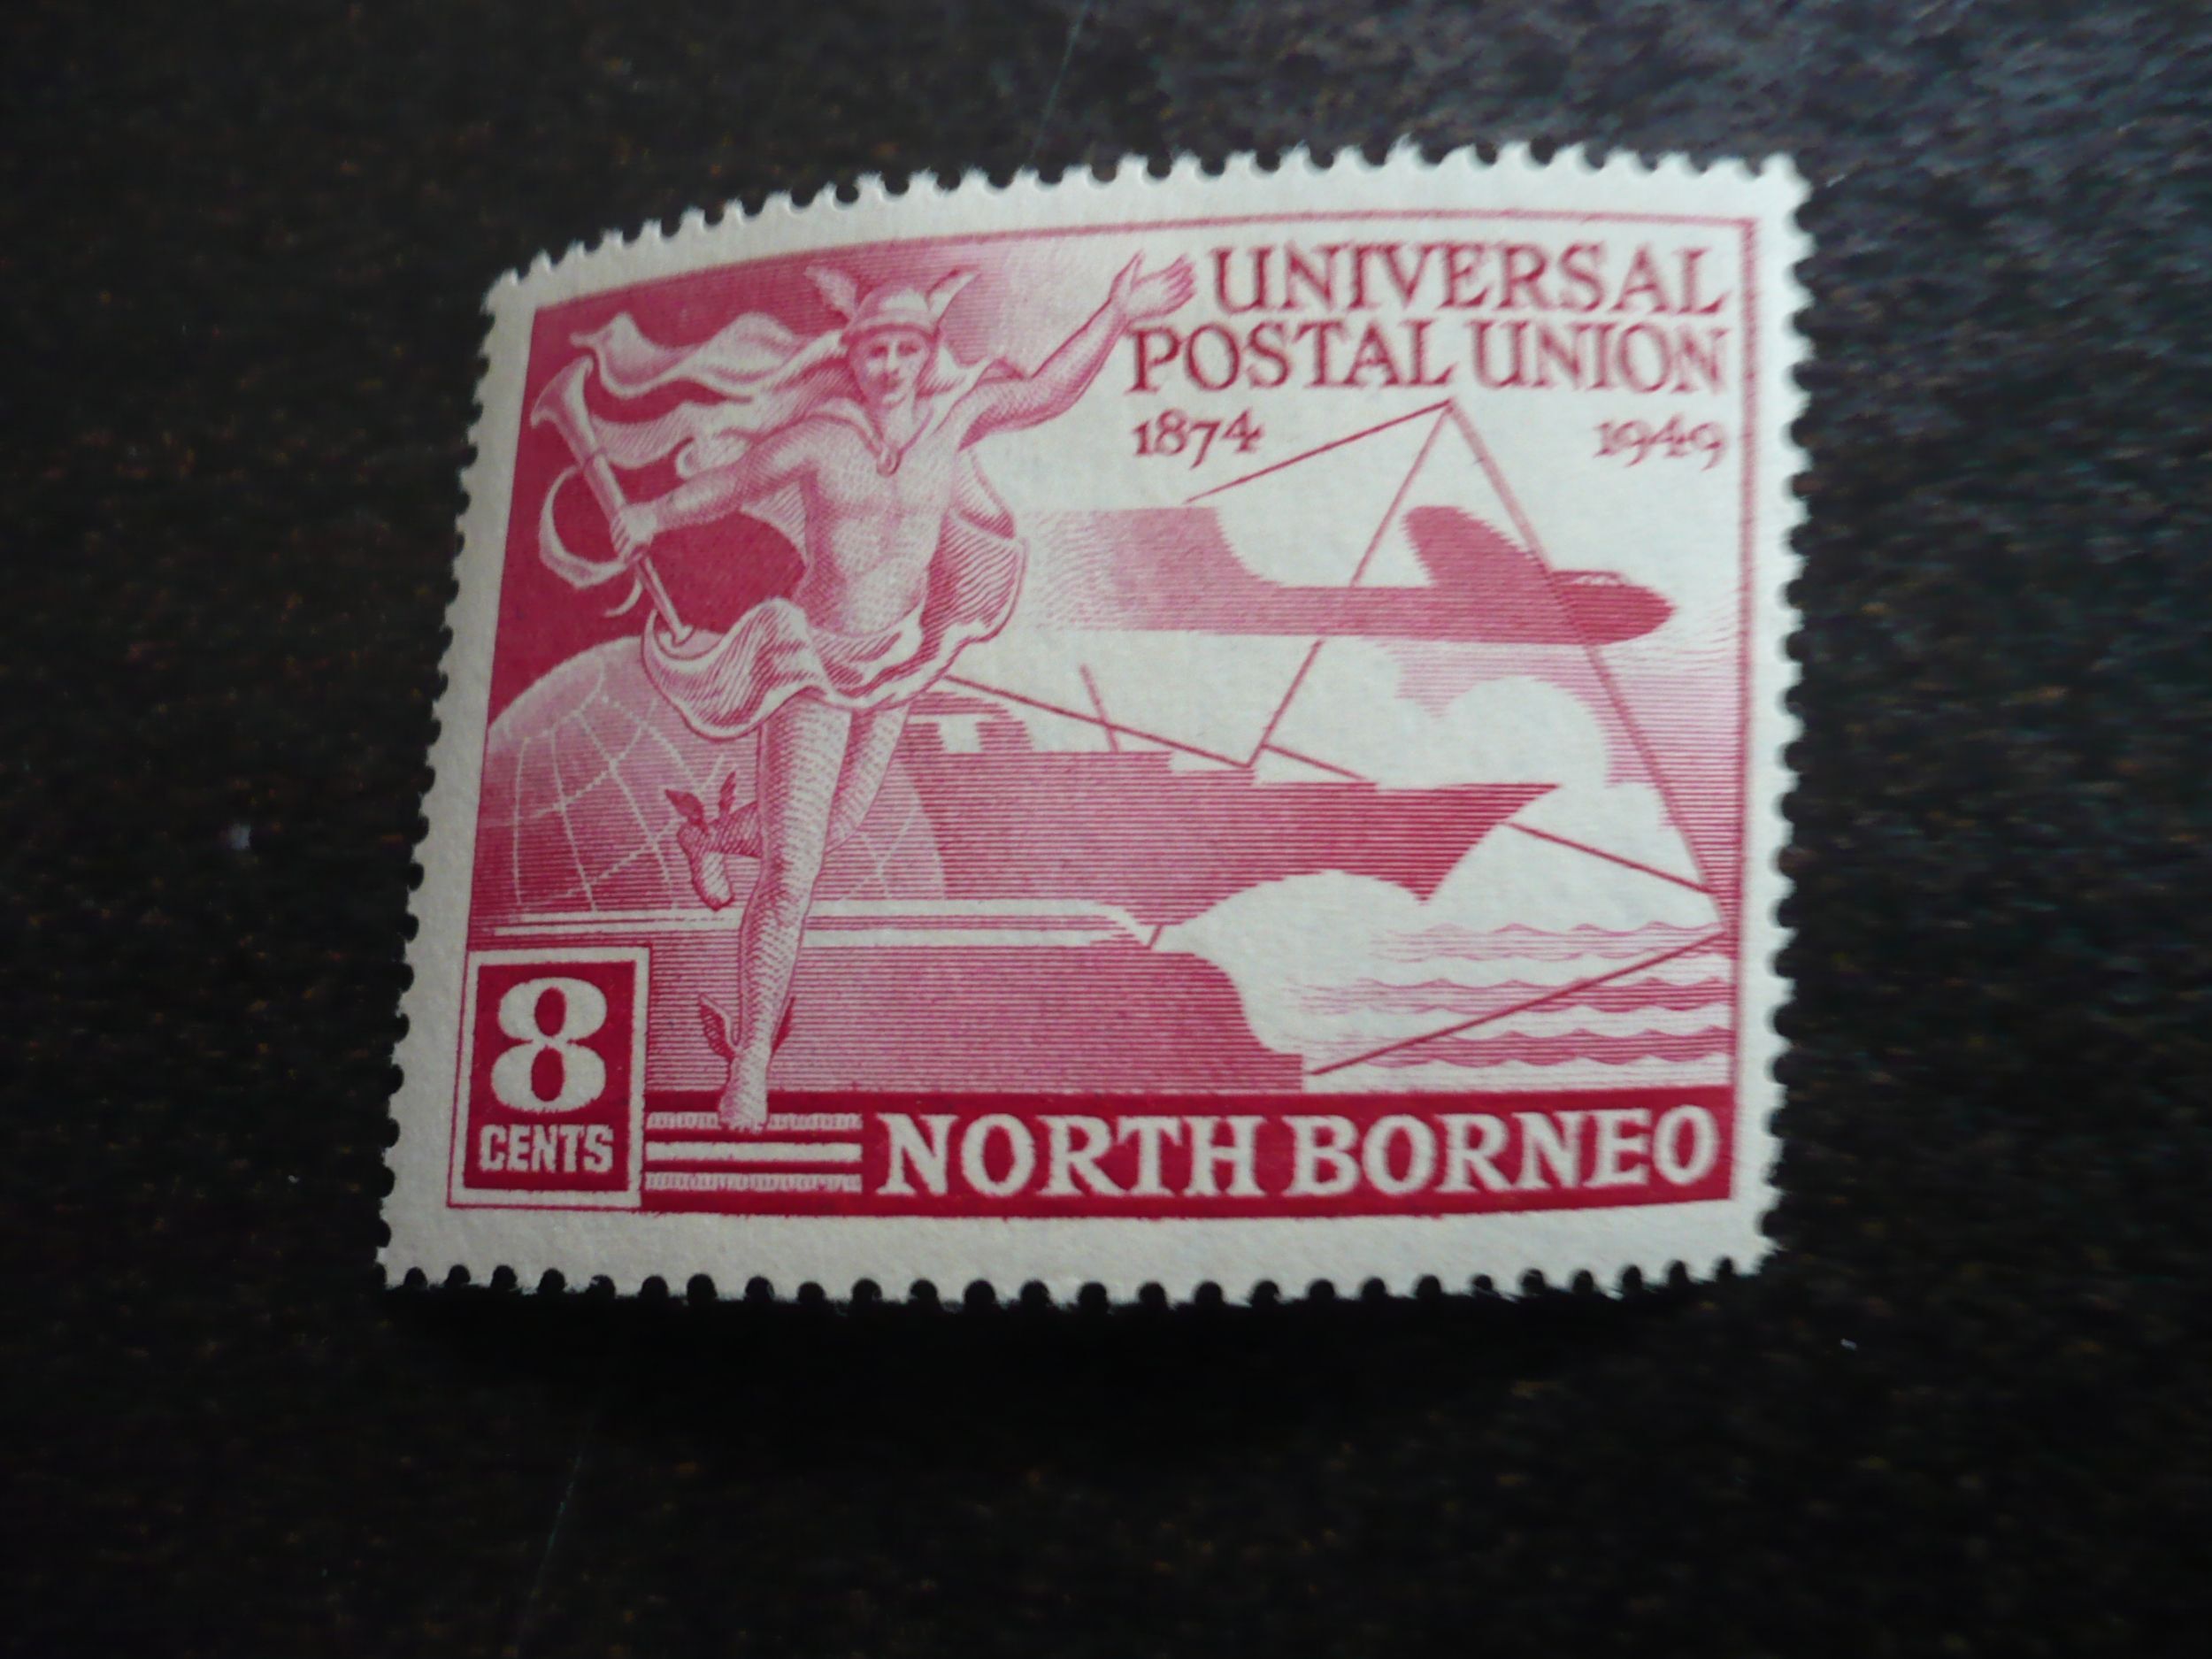 UNIVERSAL
POSTAL UNION
1874 1949
8
CENTS
NORTH BORNEO